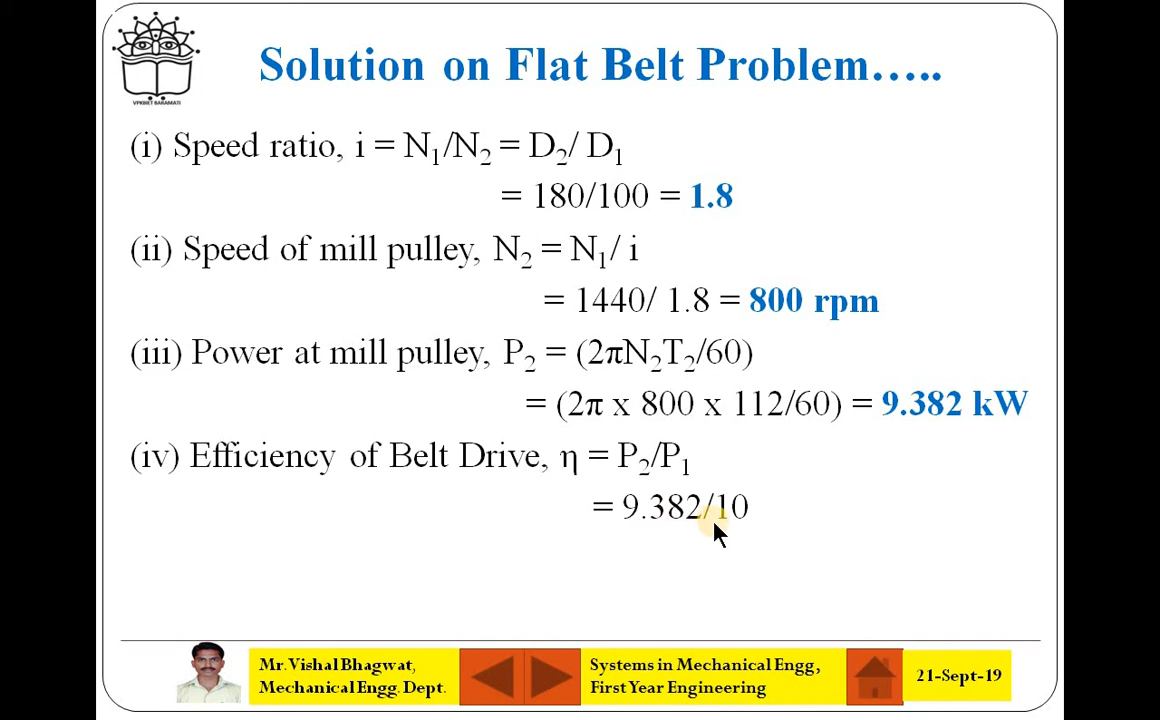 Solution on Flat Belt Problem…..
VPKBIET BARAMATI
(i) Speed ratio, i = N₁/N₂ = D₂/ D₁
= 180/100 = 1.8
(ii) Speed of mill pulley, N₂ = N₁/ i
= 1440/ 1.8 = 800 rpm
(iii) Power at mill pulley, P₂ = (2πN₂T₂/60)
= (2π x 800 x 112/60) = 9.382 kW
(iv) Efficiency of Belt Drive, η = P₂/P₁
= 9.382/10
Mr. Vishal Bhagwat,
Mechanical Engg. Dept.
Systems in Mechanical Engg,
First Year Engineering
21-Sept-19